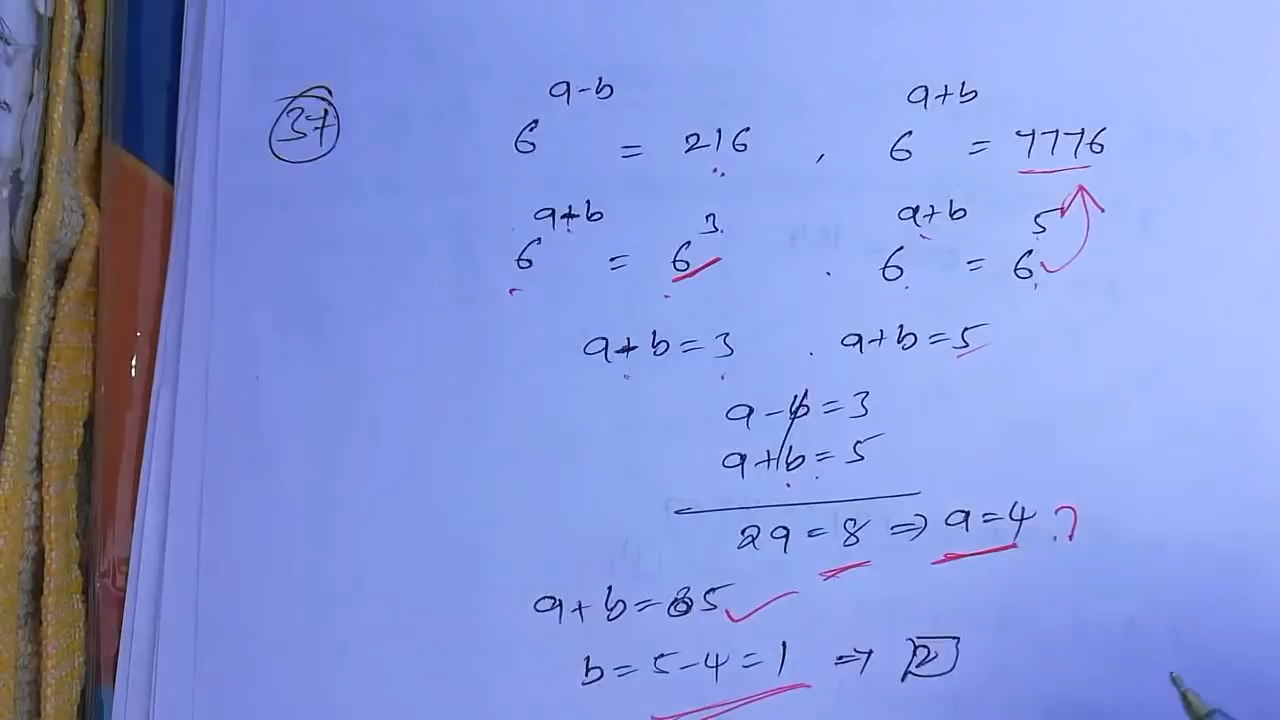 37
6^(a-b) = 216 , 6^(a+b) = 7776
6^(a+b) = 6^3 . 6^(a+b) = 6^5
a+b=3 . a+b=5
a-b=3
a+b=5
2a=8 ⇒ a=4 ?
a+b=65
b=5-4=1 ⇒ 2